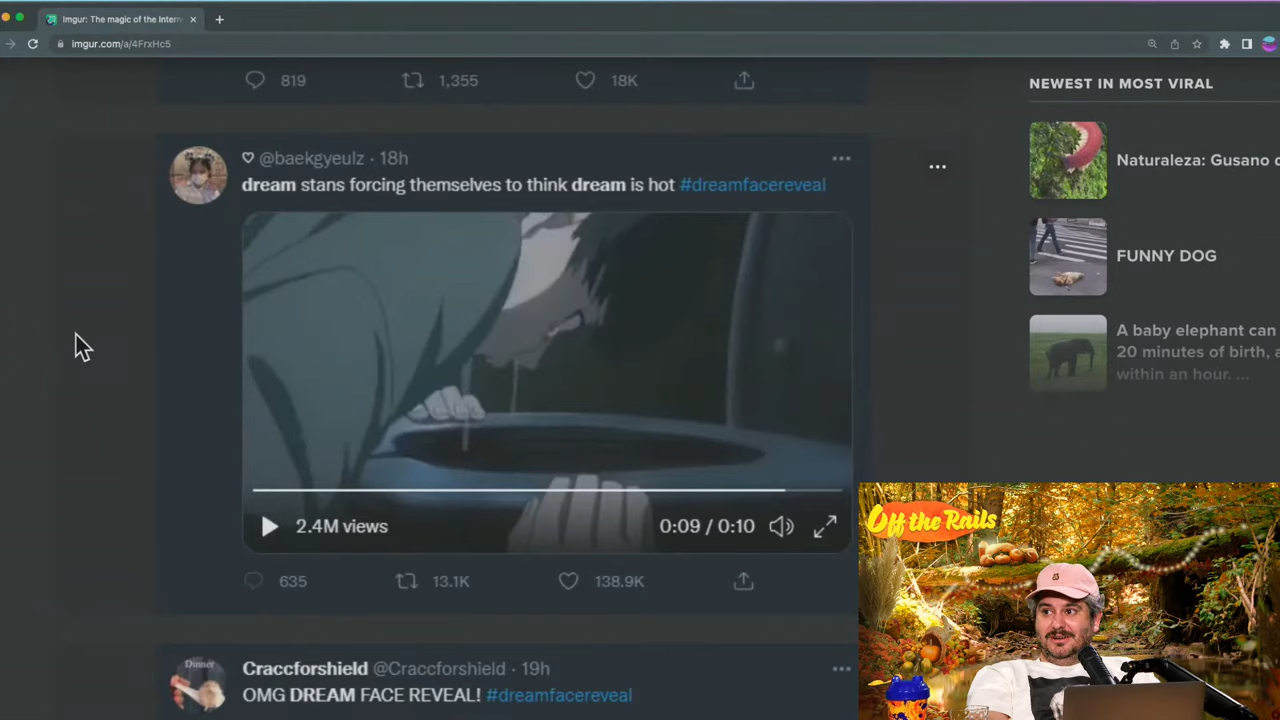 Imgur: The magic of the Intern
imgur.com/a/4FrxHc5
819
1,355
18K
NEWEST IN MOST VIRAL
@baekgyeulz · 18h
dream stans forcing themselves to think dream is hot #dreamfacereveal
Naturaleza: Gusano
FUNNY DOG
A baby elephant can
20 minutes of birth,
within an hour. ...
2.4M views
0:09 / 0:10
635
13.1K
138.9K
Off the Rails
Dinner
Craccforshield @Craccforshield · 19h
OMG DREAM FACE REVEAL! #dreamfacereveal